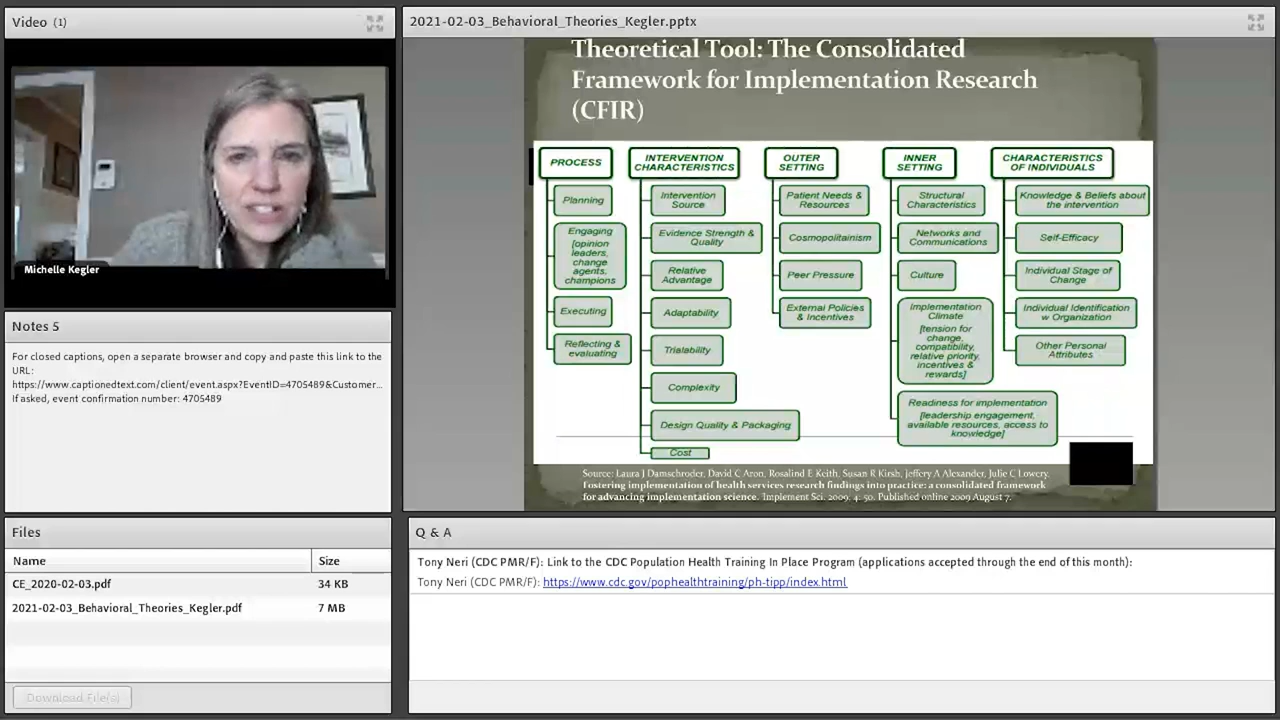 Video (1)
Michelle Kegler
Notes 5
For closed captions, open a separate browser and copy and paste this link to the
URL:
https://www.captionedtext.com/client/event.aspx?EventID=4705489&Customer...
If asked, event confirmation number: 4705489
Files
Name Size
CE_2020-02-03.pdf 34 KB
2021-02-03_Behavioral_Theories_Kegler.pdf 7 MB
Download File(s)
2021-02-03_Behavioral_Theories_Kegler.pptx
Theoretical Tool: The Consolidated
Framework for Implementation Research
(CFIR)
PROCESS
Planning
Engaging
[opinion
leaders,
change
agents,
champions
Executing
Reflecting &
evaluating
INTERVENTION
CHARACTERISTICS
Intervention
Source
Evidence Strength &
Quality
Relative
Advantage
Adaptability
Trialability
Complexity
Design Quality & Packaging
Cost
OUTER
SETTING
Patient Needs &
Resources
Cosmopolitainism
Peer Pressure
External Policies
& Incentives
INNER
SETTING
Structural
Characteristics
Networks and
Communications
Culture
Implementation
Climate
[tension for
change,
compatibility,
relative priority,
incentives &
rewards]
Readiness for implementation
[leadership engagement,
available resources, access to
knowledge]
CHARACTERISTICS
OF INDIVIDUALS
Knowledge & Beliefs about
the intervention
Self-Efficacy
Individual Stage of
Change
Individual Identification
w Organization
Other Personal
Attributes
Source: Laura J Damschroder, David C Aron, Rosalind E Keith, Susan R Kirsh, Jeffery A Alexander, Julie C Lowery.
Fostering implementation of health services research findings into practice: a consolidated framework
for advancing implementation science. Implement Sci. 2009; 4: 50. Published online 2009 August 7.
Q & A
Tony Neri (CDC PMR/F): Link to the CDC Population Health Training In Place Program (applications accepted through the end of this month):
Tony Neri (CDC PMR/F): https://www.cdc.gov/pophealthtraining/ph-tipp/index.html